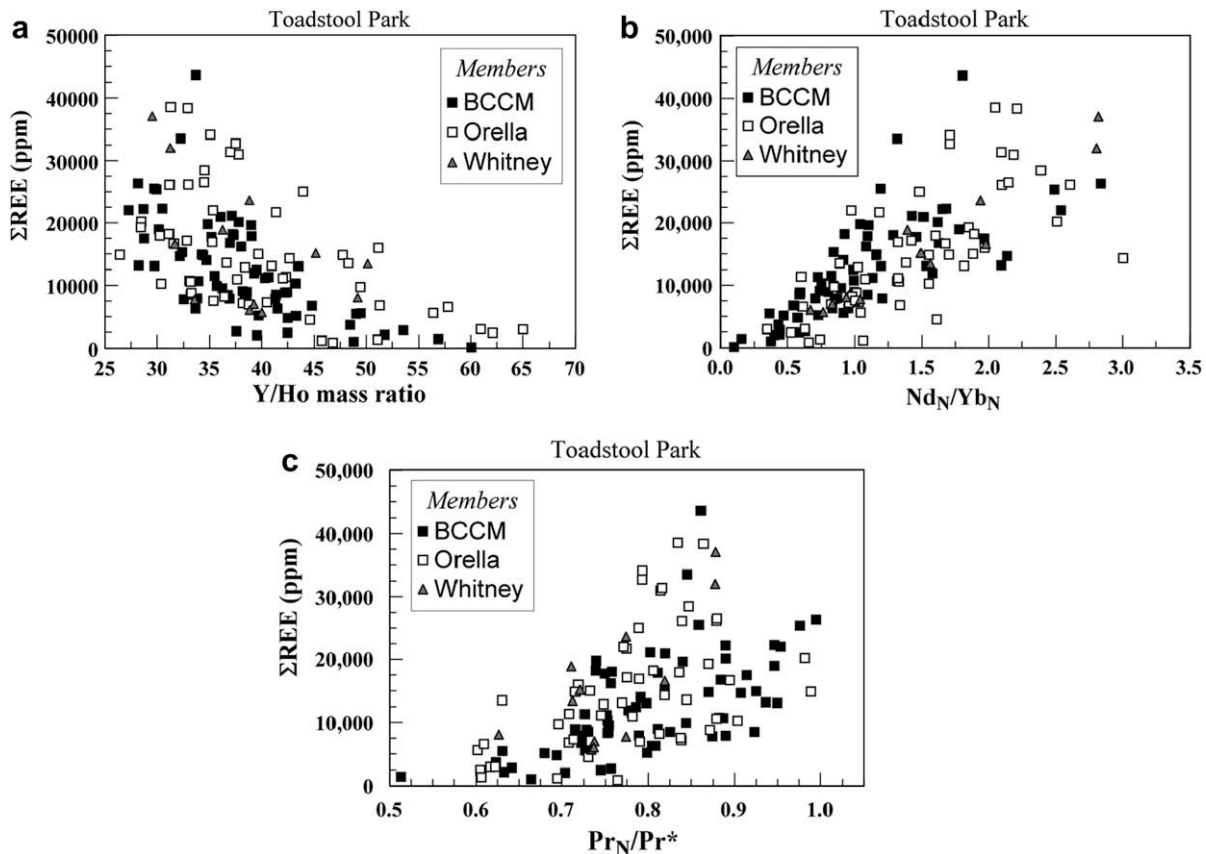 Toadstool Park
a
50000
40000
30000
20000
10000
0
ΣREE (ppm)
Members
BCCM
Orella
Whitney
25 30 35 40 45 50 55 60 65 70
Y/Ho mass ratio
Toadstool Park
b
50,000
40,000
30,000
20,000
10,000
0
ΣREE (ppm)
Members
BCCM
Orella
Whitney
0.0 0.5 1.0 1.5 2.0 2.5 3.0 3.5
NdN/YbN
Toadstool Park
c
50,000
40,000
30,000
20,000
10,000
0
ΣREE (ppm)
Members
BCCM
Orella
Whitney
0.5 0.6 0.7 0.8 0.9 1.0
PrN/Pr*